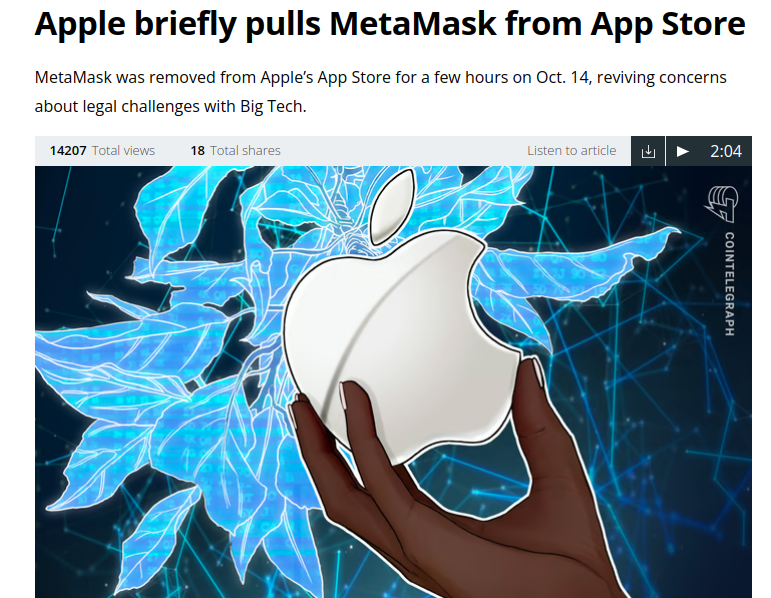 Apple briefly pulls MetaMask from App Store
MetaMask was removed from Apple’s App Store for a few hours on Oct. 14, reviving concerns
about legal challenges with Big Tech.
14207 Total views 18 Total shares Listen to article 2:04
COINTELEGRAPH